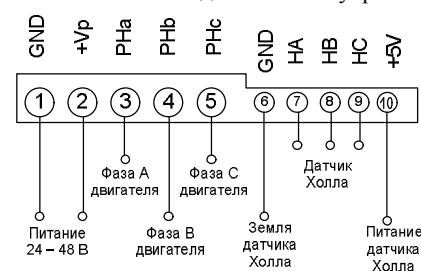 GND
+Vp
PHa
PHb
PHc
GND
HA
HB
HC
+5V
1
2
3
4
5
6
7
8
9
10
Фаза А
двигателя
Фаза С
двигателя
Датчик
Холла
Питание
24 – 48 В
Фаза В
двигателя
Земля
датчика
Холла
Питание
датчика
Холла